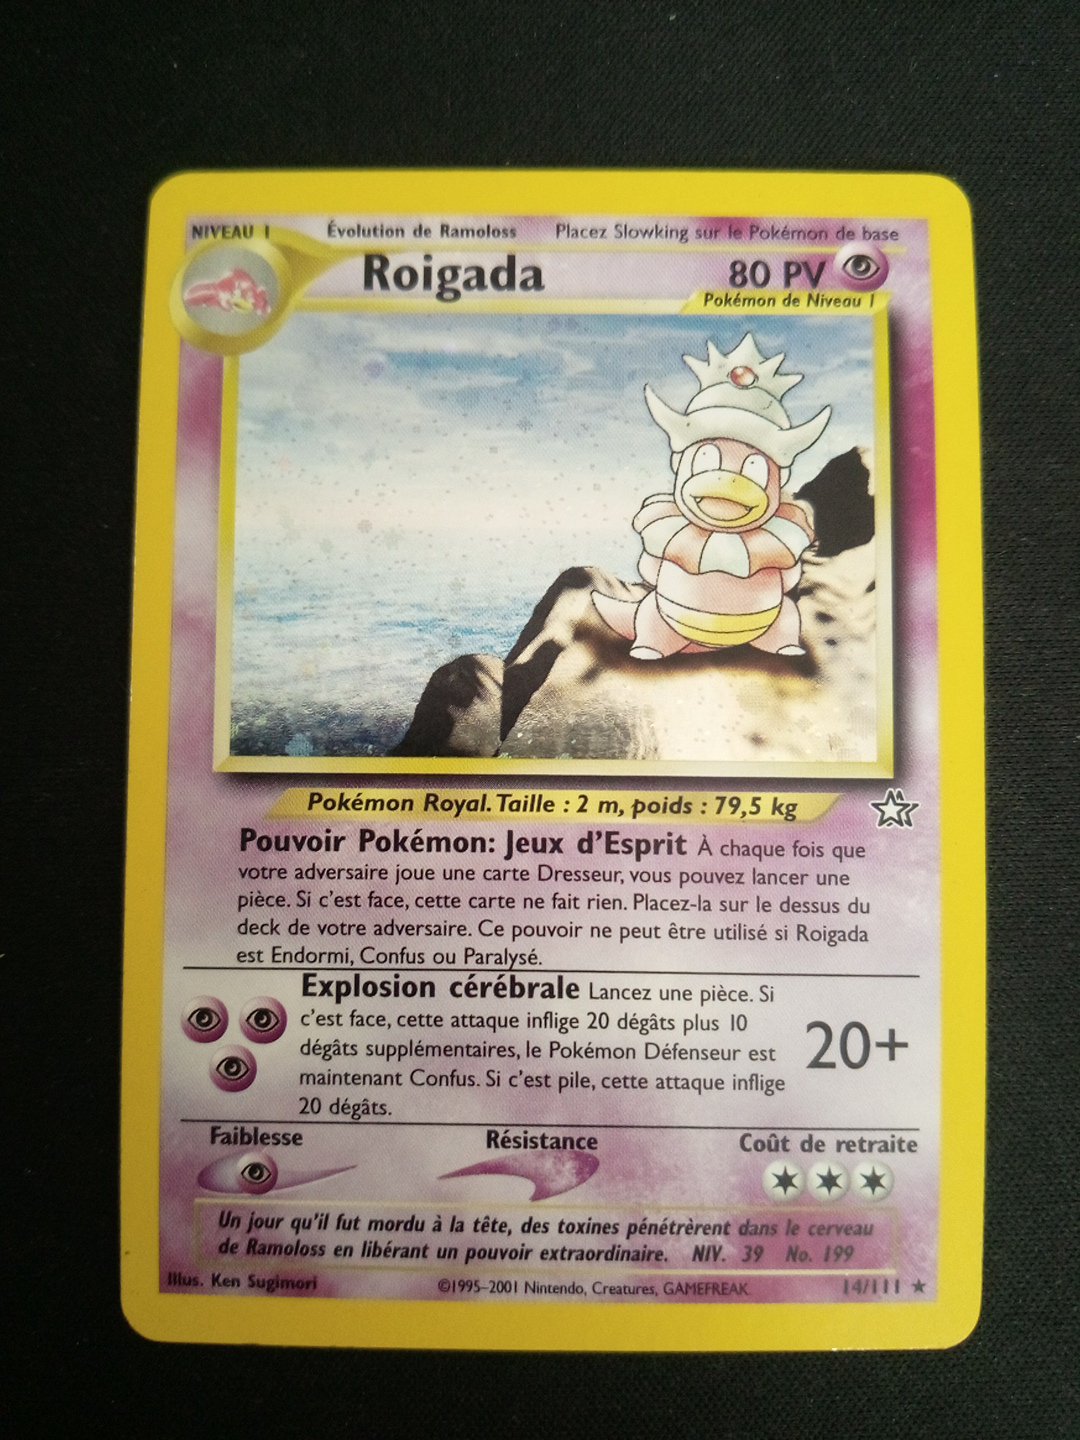 NIVEAU 1 Évolution de Ramoloss Placez Slowking sur le Pokémon de base
Roigada 80 PV
Pokémon de Niveau 1
Pokémon Royal. Taille : 2 m, poids : 79,5 kg
Pouvoir Pokémon: Jeux d'Esprit À chaque fois que
votre adversaire joue une carte Dresseur, vous pouvez lancer une
pièce. Si c'est face, cette carte ne fait rien. Placez-la sur le dessus du
deck de votre adversaire. Ce pouvoir ne peut être utilisé si Roigada
est Endormi, Confus ou Paralysé.
Explosion cérébrale Lancez une pièce. Si
c'est face, cette attaque inflige 20 dégâts plus 10
dégâts supplémentaires, le Pokémon Défenseur est
maintenant Confus. Si c'est pile, cette attaque inflige
20 dégâts.
20+
Faiblesse Résistance Coût de retraite
Un jour qu'il fut mordu à la tête, des toxines pénétrèrent dans le cerveau
de Ramoloss en libérant un pouvoir extraordinaire. NIV. 39 No. 199
Illus. Ken Sugimori ©1995-2001 Nintendo, Creatures, GAMEFREAK. 14/111 ★